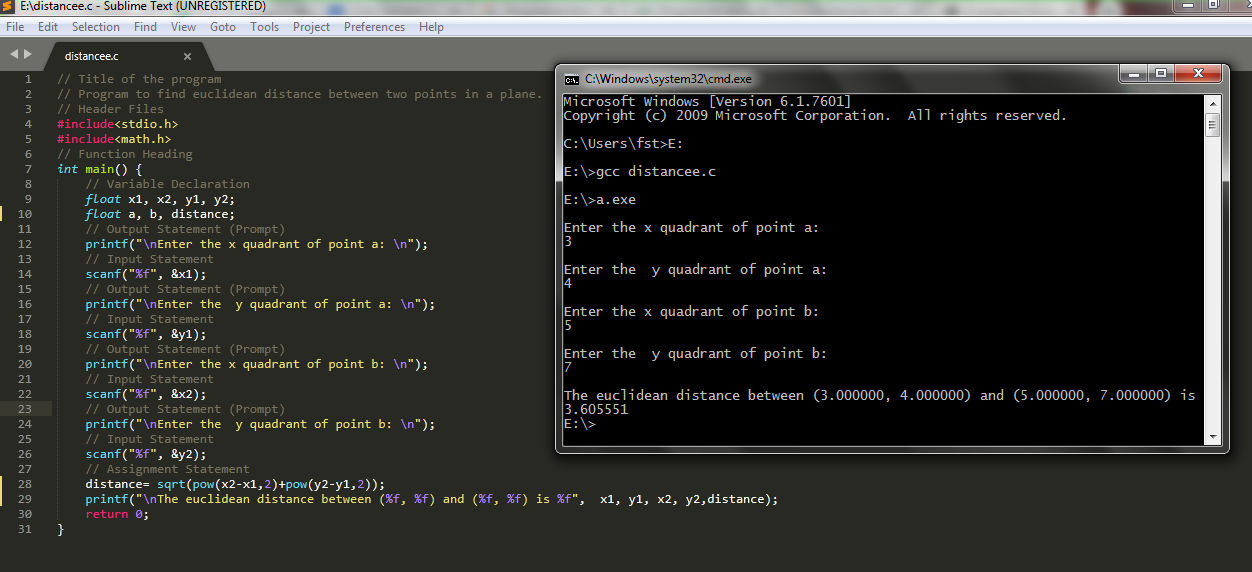 E:\distancee.c - Sublime Text (UNREGISTERED)
File Edit Selection Find View Goto Tools Project Preferences Help
distancee.c
1 // Title of the program
2 // Program to find euclidean distance between two points in a plane.
3 // Header Files
4 #include<stdio.h>
5 #include<math.h>
6 // Function Heading
7 int main() {
8 // Variable Declaration
9 float x1, x2, y1, y2;
10 float a, b, distance;
11 // Output Statement (Prompt)
12 printf("\nEnter the x quadrant of point a: \n");
13 // Input Statement
14 scanf("%f", &x1);
15 // Output Statement (Prompt)
16 printf("\nEnter the  y quadrant of point a: \n");
17 // Input Statement
18 scanf("%f", &y1);
19 // Output Statement (Prompt)
20 printf("\nEnter the x quadrant of point b: \n");
21 // Input Statement
22 scanf("%f", &x2);
23 // Output Statement (Prompt)
24 printf("\nEnter the  y quadrant of point b: \n");
25 // Input Statement
26 scanf("%f", &y2);
27 // Assignment Statement
28 distance= sqrt(pow(x2-x1,2)+pow(y2-y1,2));
29 printf("\nThe euclidean distance between (%f, %f) and (%f, %f) is %f",  x1, y1, x2, y2,distance);
30 return 0;
31 }
C:\Windows\system32\cmd.exe
Microsoft Windows [Version 6.1.7601]
Copyright (c) 2009 Microsoft Corporation.  All rights reserved.
C:\Users\fst>E:
E:\>gcc distancee.c
E:\>a.exe
Enter the x quadrant of point a:
3
Enter the  y quadrant of point a:
4
Enter the x quadrant of point b:
5
Enter the  y quadrant of point b:
7
The euclidean distance between (3.000000, 4.000000) and (5.000000, 7.000000) is
3.605551
E:\>